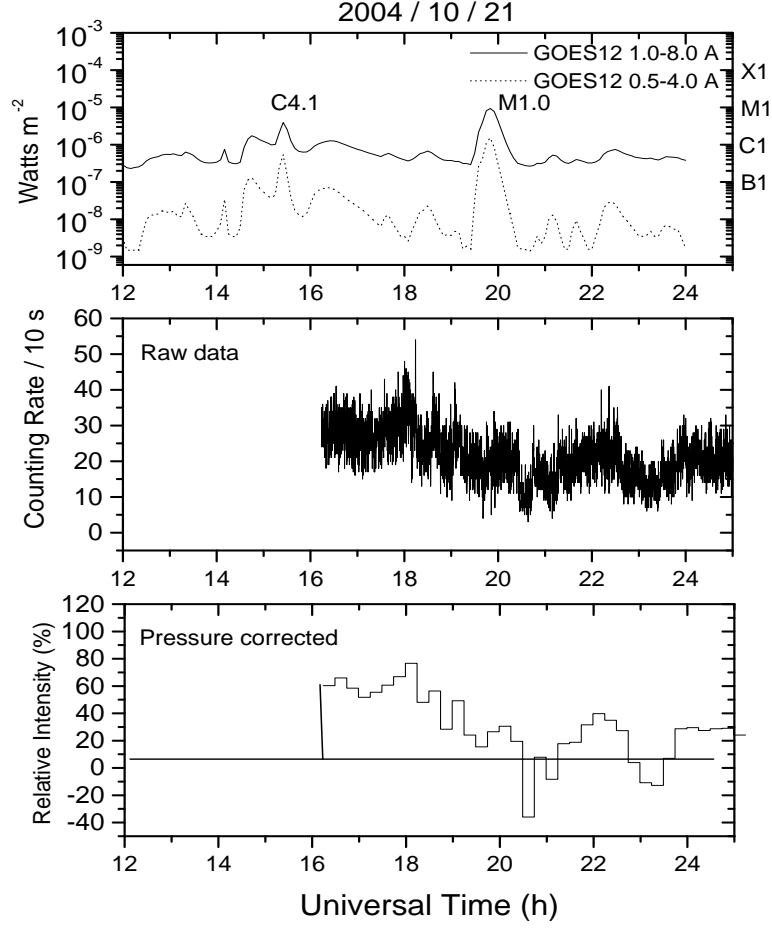 2004 / 10 / 21
10^-3
10^-4
10^-5
10^-6
10^-7
10^-8
10^-9
Watts m^-2
GOES12 1.0-8.0 A
GOES12 0.5-4.0 A
C4.1
M1.0
X1
M1
C1
B1
12 14 16 18 20 22 24
60
50
40
30
20
10
0
Counting Rate / 10 s
Raw data
12 14 16 18 20 22 24
120
100
80
60
40
20
0
-20
-40
Relative Intensity (%)
Pressure corrected
12 14 16 18 20 22 24
Universal Time (h)